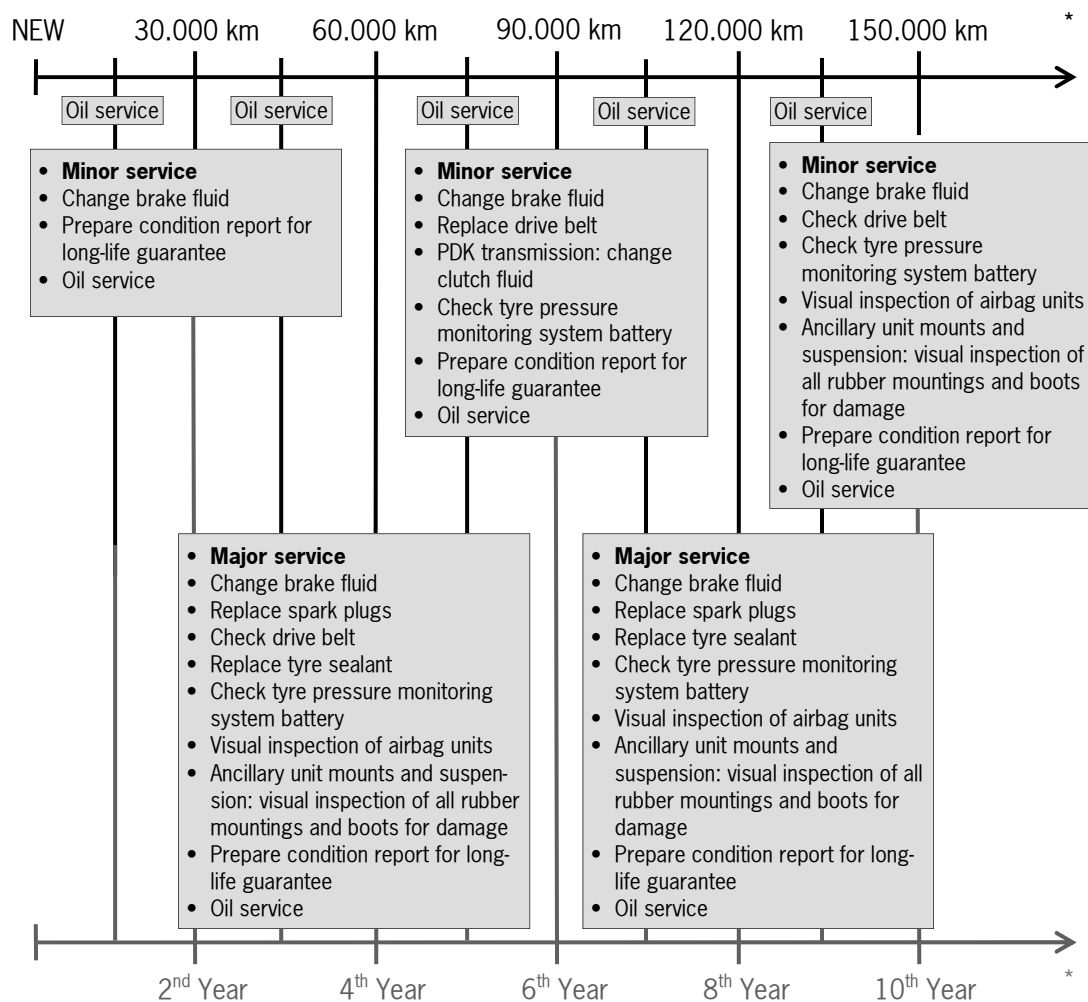 *
NEW 30.000 km 60.000 km 90.000 km 120.000 km 150.000 km
Oil service Oil service Oil service Oil service Oil service
• Minor service
• Change brake fluid
• Prepare condition report for
long-life guarantee
• Oil service
• Minor service
• Change brake fluid
• Replace drive belt
• PDK transmission: change
clutch fluid
• Check tyre pressure
monitoring system battery
• Prepare condition report for
long-life guarantee
• Oil service
• Minor service
• Change brake fluid
• Check drive belt
• Check tyre pressure
monitoring system battery
• Visual inspection of airbag units
• Ancillary unit mounts and
suspension: visual inspection of
all rubber mountings and boots
for damage
• Prepare condition report for
long-life guarantee
• Oil service
• Major service
• Change brake fluid
• Replace spark plugs
• Check drive belt
• Replace tyre sealant
• Check tyre pressure monitoring
system battery
• Visual inspection of airbag units
• Ancillary unit mounts and suspen-
sion: visual inspection of all rubber
mountings and boots for damage
• Prepare condition report for long-
life guarantee
• Oil service
• Major service
• Change brake fluid
• Replace spark plugs
• Replace tyre sealant
• Check tyre pressure monitoring
system battery
• Visual inspection of airbag units
• Ancillary unit mounts and
suspension: visual inspection of all
rubber mountings and boots for
damage
• Prepare condition report for long-
life guarantee
• Oil service
2nd Year 4th Year 6th Year 8th Year 10th Year
*